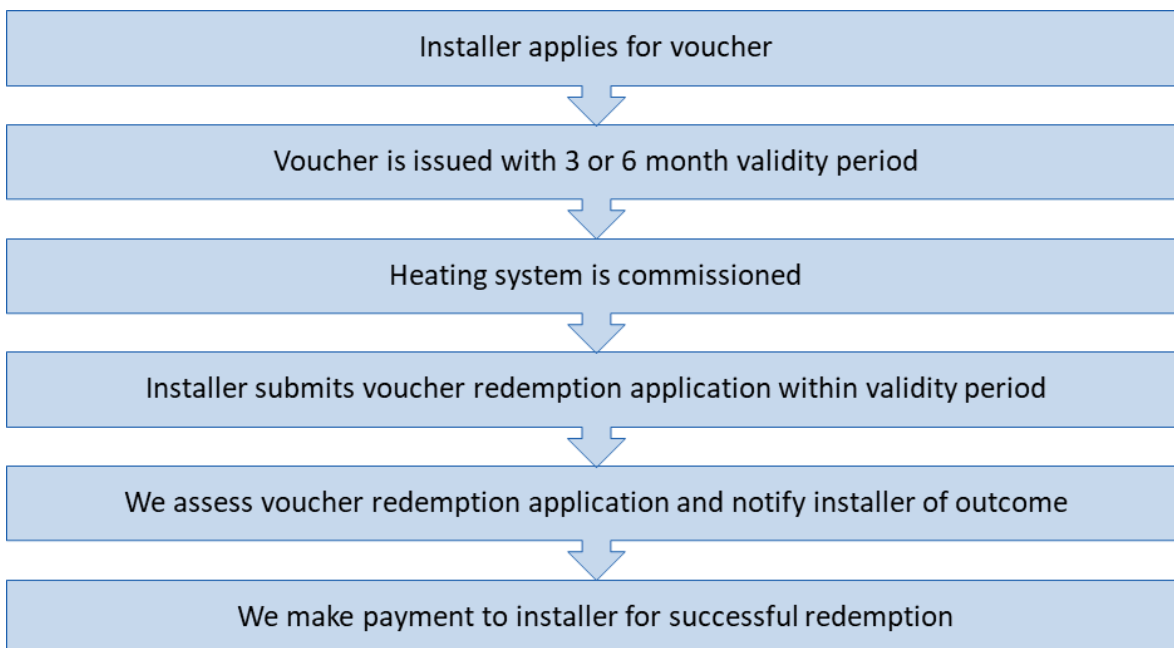 Installer applies for voucher
Voucher is issued with 3 or 6 month validity period
Heating system is commissioned
Installer submits voucher redemption application within validity period
We assess voucher redemption application and notify installer of outcome
We make payment to installer for successful redemption